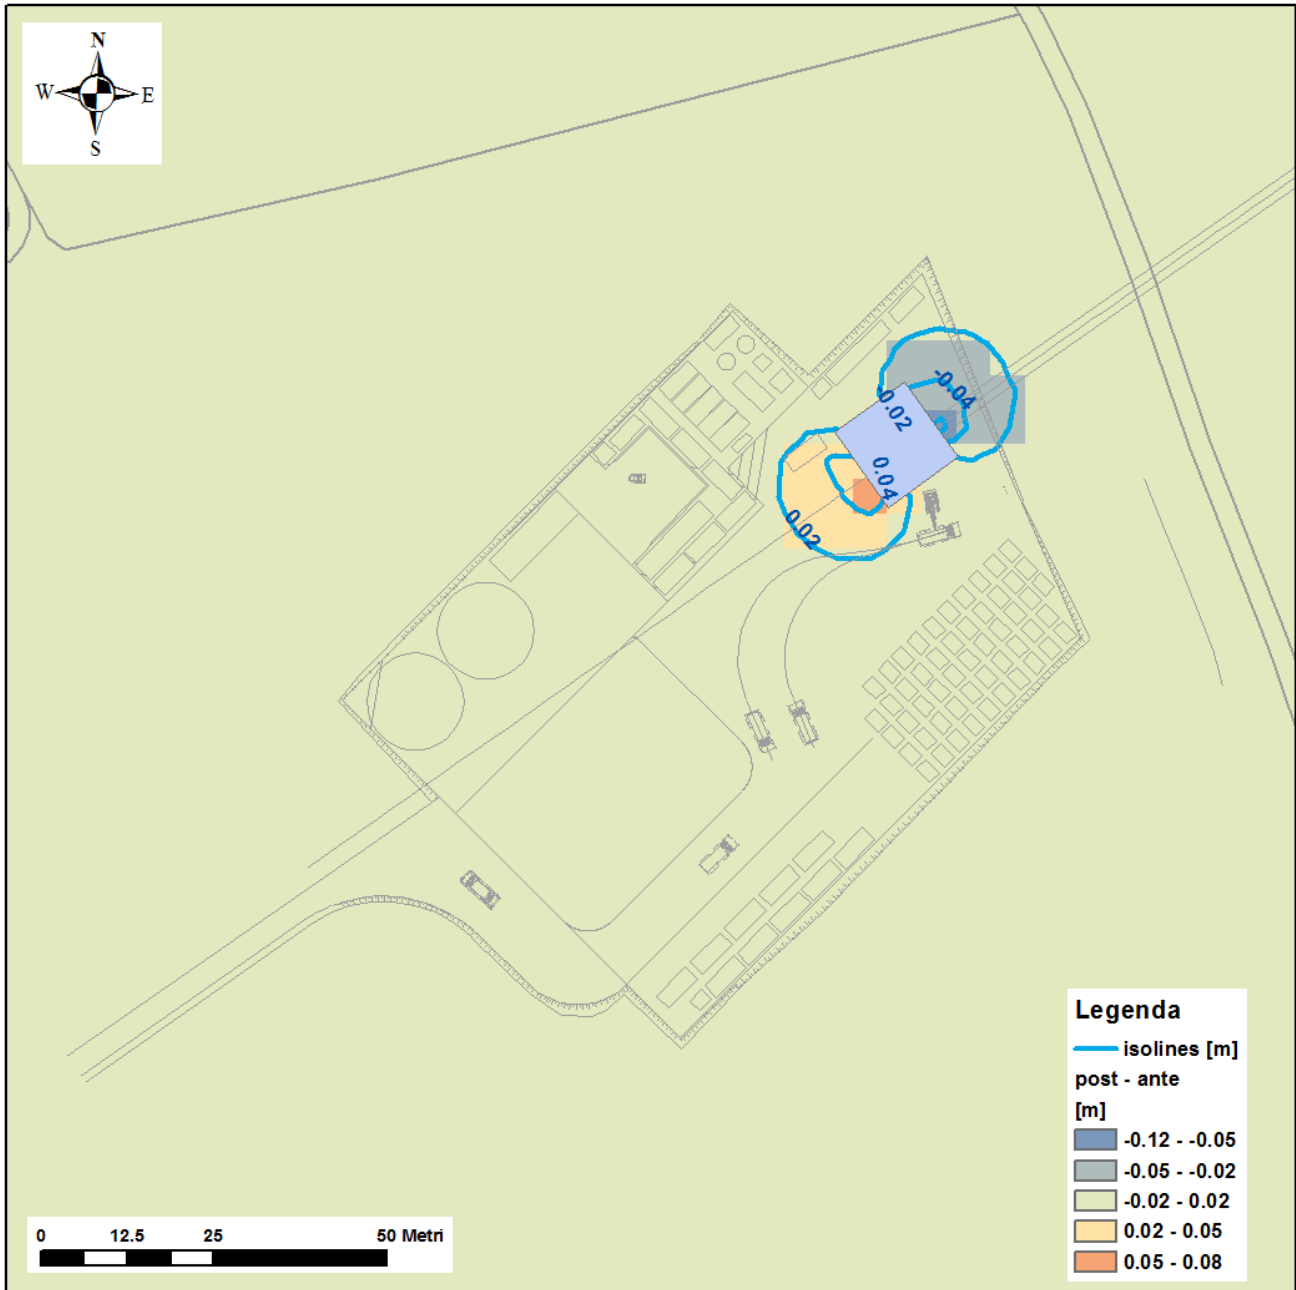 N
W E
S
-0.04
-0.02
0.04
0.02
Legenda
isolines [m]
post - ante
[m]
-0.12 - -0.05
-0.05 - -0.02
-0.02 - 0.02
0.02 - 0.05
0.05 - 0.08
0 12.5 25 50 Metri